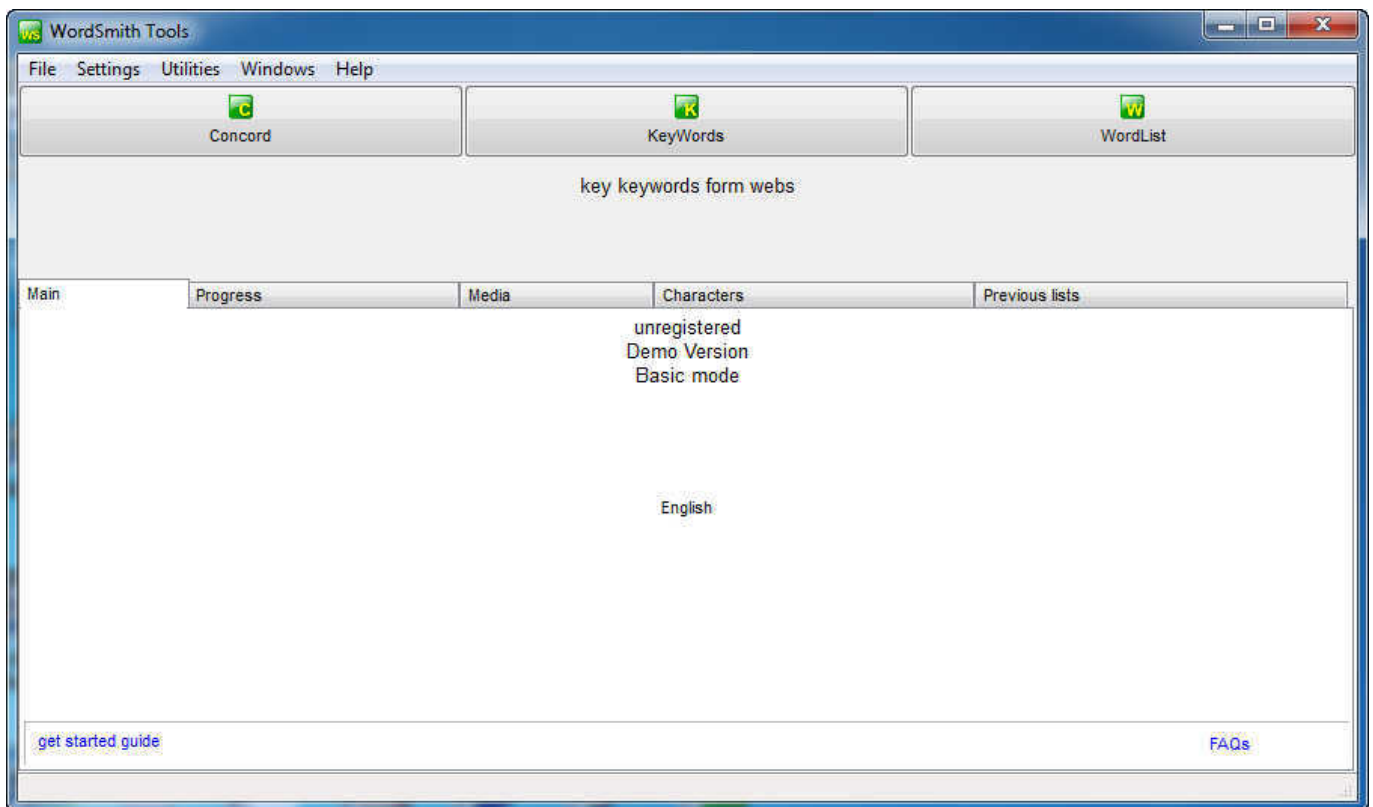 WS WordSmith Tools
File Settings Utilities Windows Help
C K W
Concord KeyWords WordList
key keywords form webs
Main Progress Media Characters Previous lists
unregistered
Demo Version
Basic mode
English
get started guide FAQs